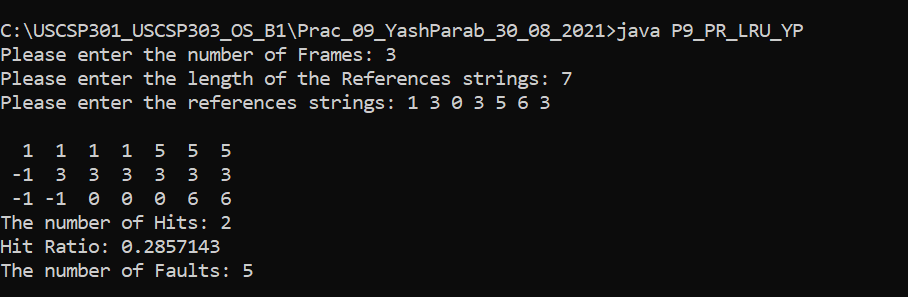 C:\USCSP301_USCSP303_OS_B1\Prac_09_YashParab_30_08_2021>java P9_PR_LRU_YP
Please enter the number of Frames: 3
Please enter the length of the References strings: 7
Please enter the references strings: 1 3 0 3 5 6 3
1 1 1 1 5 5 5
-1 3 3 3 3 3 3
-1 -1 0 0 0 6 6
The number of Hits: 2
Hit Ratio: 0.2857143
The number of Faults: 5